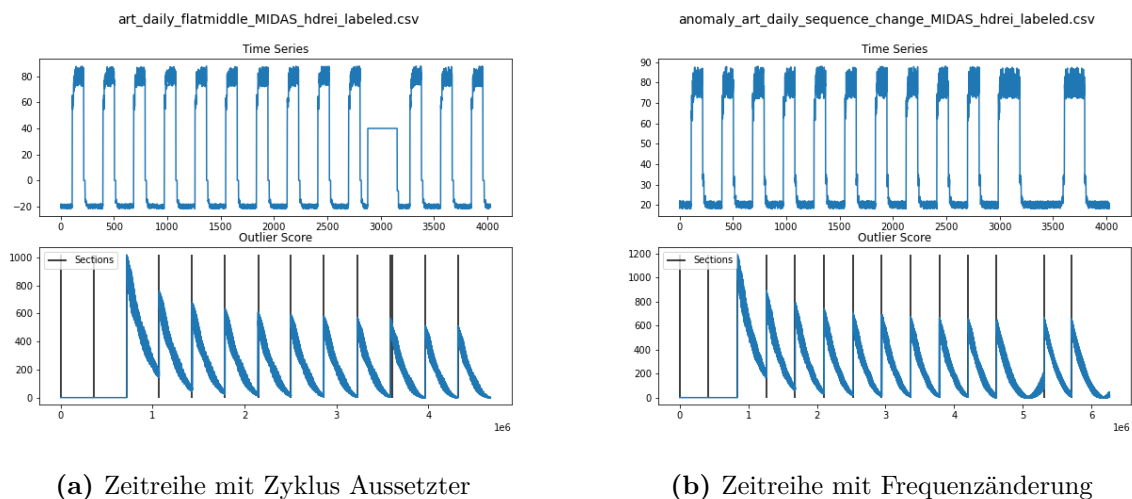 art_daily_flatmiddle_MIDAS_hdrei_labeled.csv
Time Series
80
60
40
20
0
−20
0 500 1000 1500 2000 2500 3000 3500 4000
Outlier Score
Sections
1000
800
600
400
200
0
0 1 2 3 4
1e6
(a) Zeitreihe mit Zyklus Aussetzter
anomaly_art_daily_sequence_change_MIDAS_hdrei_labeled.csv
Time Series
90
80
70
60
50
40
30
20
0 500 1000 1500 2000 2500 3000 3500 4000
Outlier Score
Sections
1200
1000
800
600
400
200
0
0 1 2 3 4 5 6
1e6
(b) Zeitreihe mit Frequenzänderung